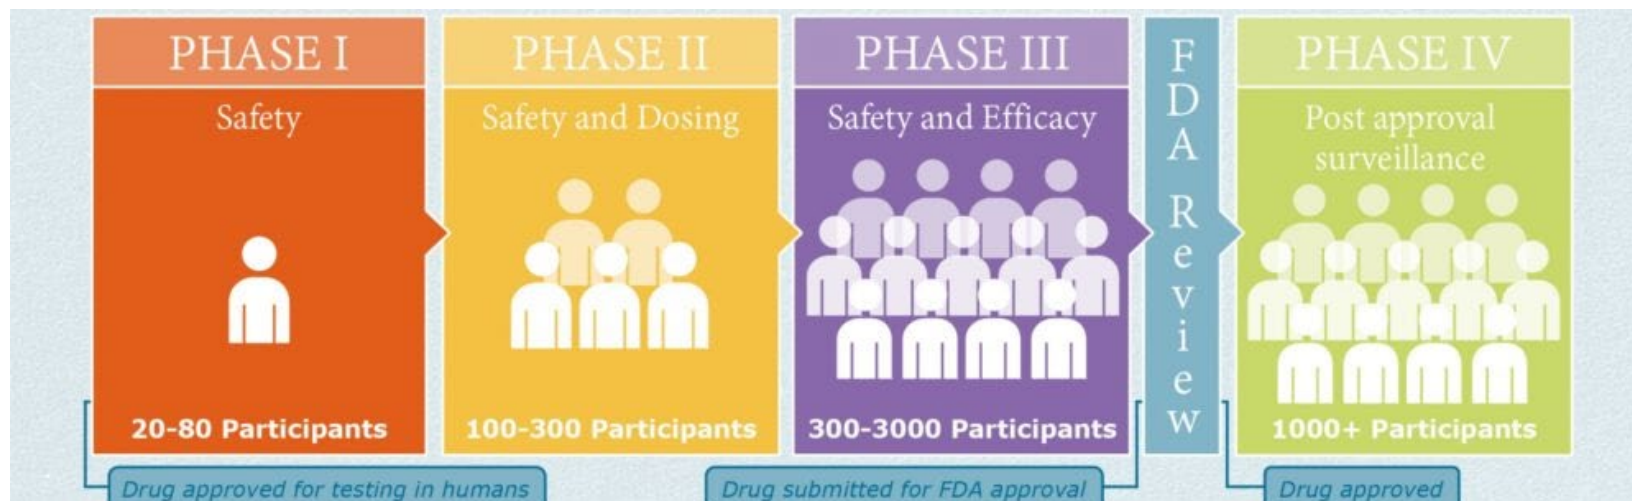 PHASE I
Safety
20-80 Participants
PHASE II
Safety and Dosing
100-300 Participants
PHASE III
Safety and Efficacy
300-3000 Participants
FDA Review
PHASE IV
Post approval
surveillance
1000+ Participants
Drug approved for testing in humans
Drug submitted for FDA approval
Drug approved